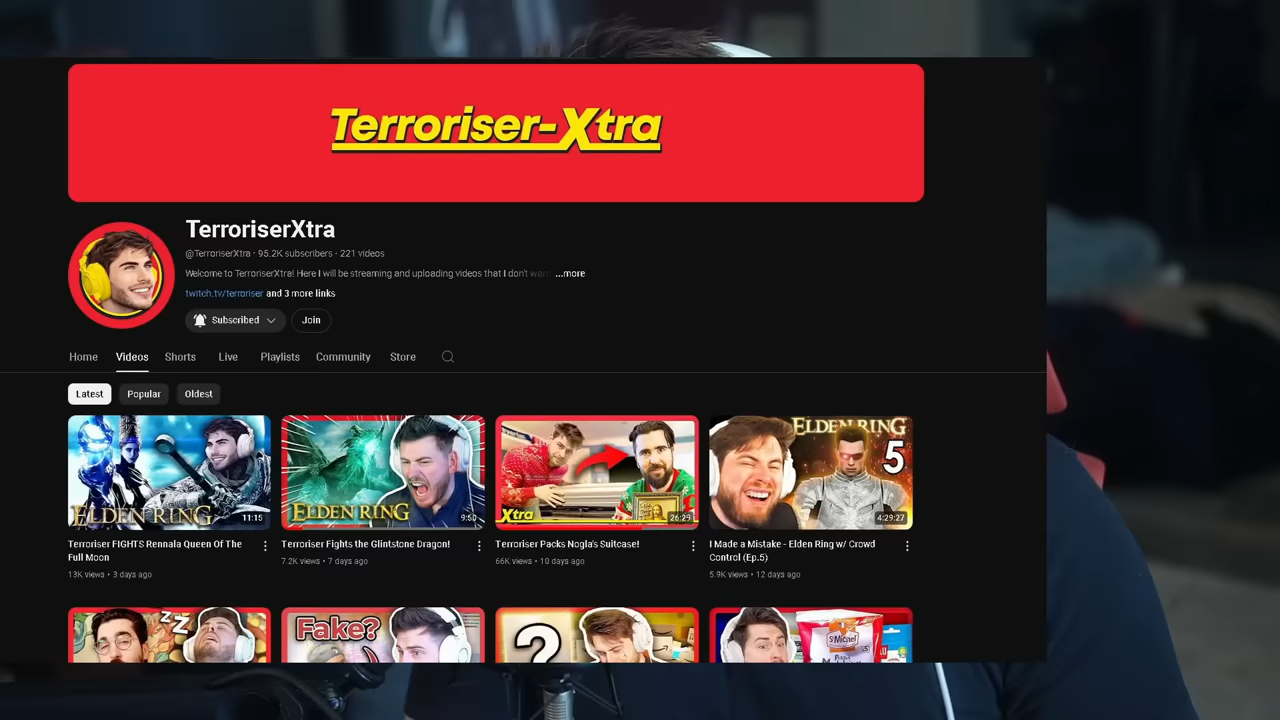 Terroriser-Xtra
TerroriserXtra
@TerroriserXtra · 95.2K subscribers · 221 videos
Welcome to TerroriserXtra! Here I will be streaming and uploading videos that I don't want ...more
twitch.tv/terroriser and 3 more links
Subscribed Join
Home Videos Shorts Live Playlists Community Store
Latest Popular Oldest
ELDEN RING
11:15
ELDEN RING
9:50
Xtra
26:29
ELDEN RING
5
4:29:27
Terroriser FIGHTS Rennala Queen Of The
Full Moon
13K views • 3 days ago
Terroriser Fights the Glintstone Dragon!
7.2K views • 7 days ago
Terroriser Packs Nogla's Suitcase!
66K views • 10 days ago
I Made a Mistake - Elden Ring w/ Crowd
Control (Ep.5)
5.9K views • 12 days ago
zZ
Fake?
?
St Michel